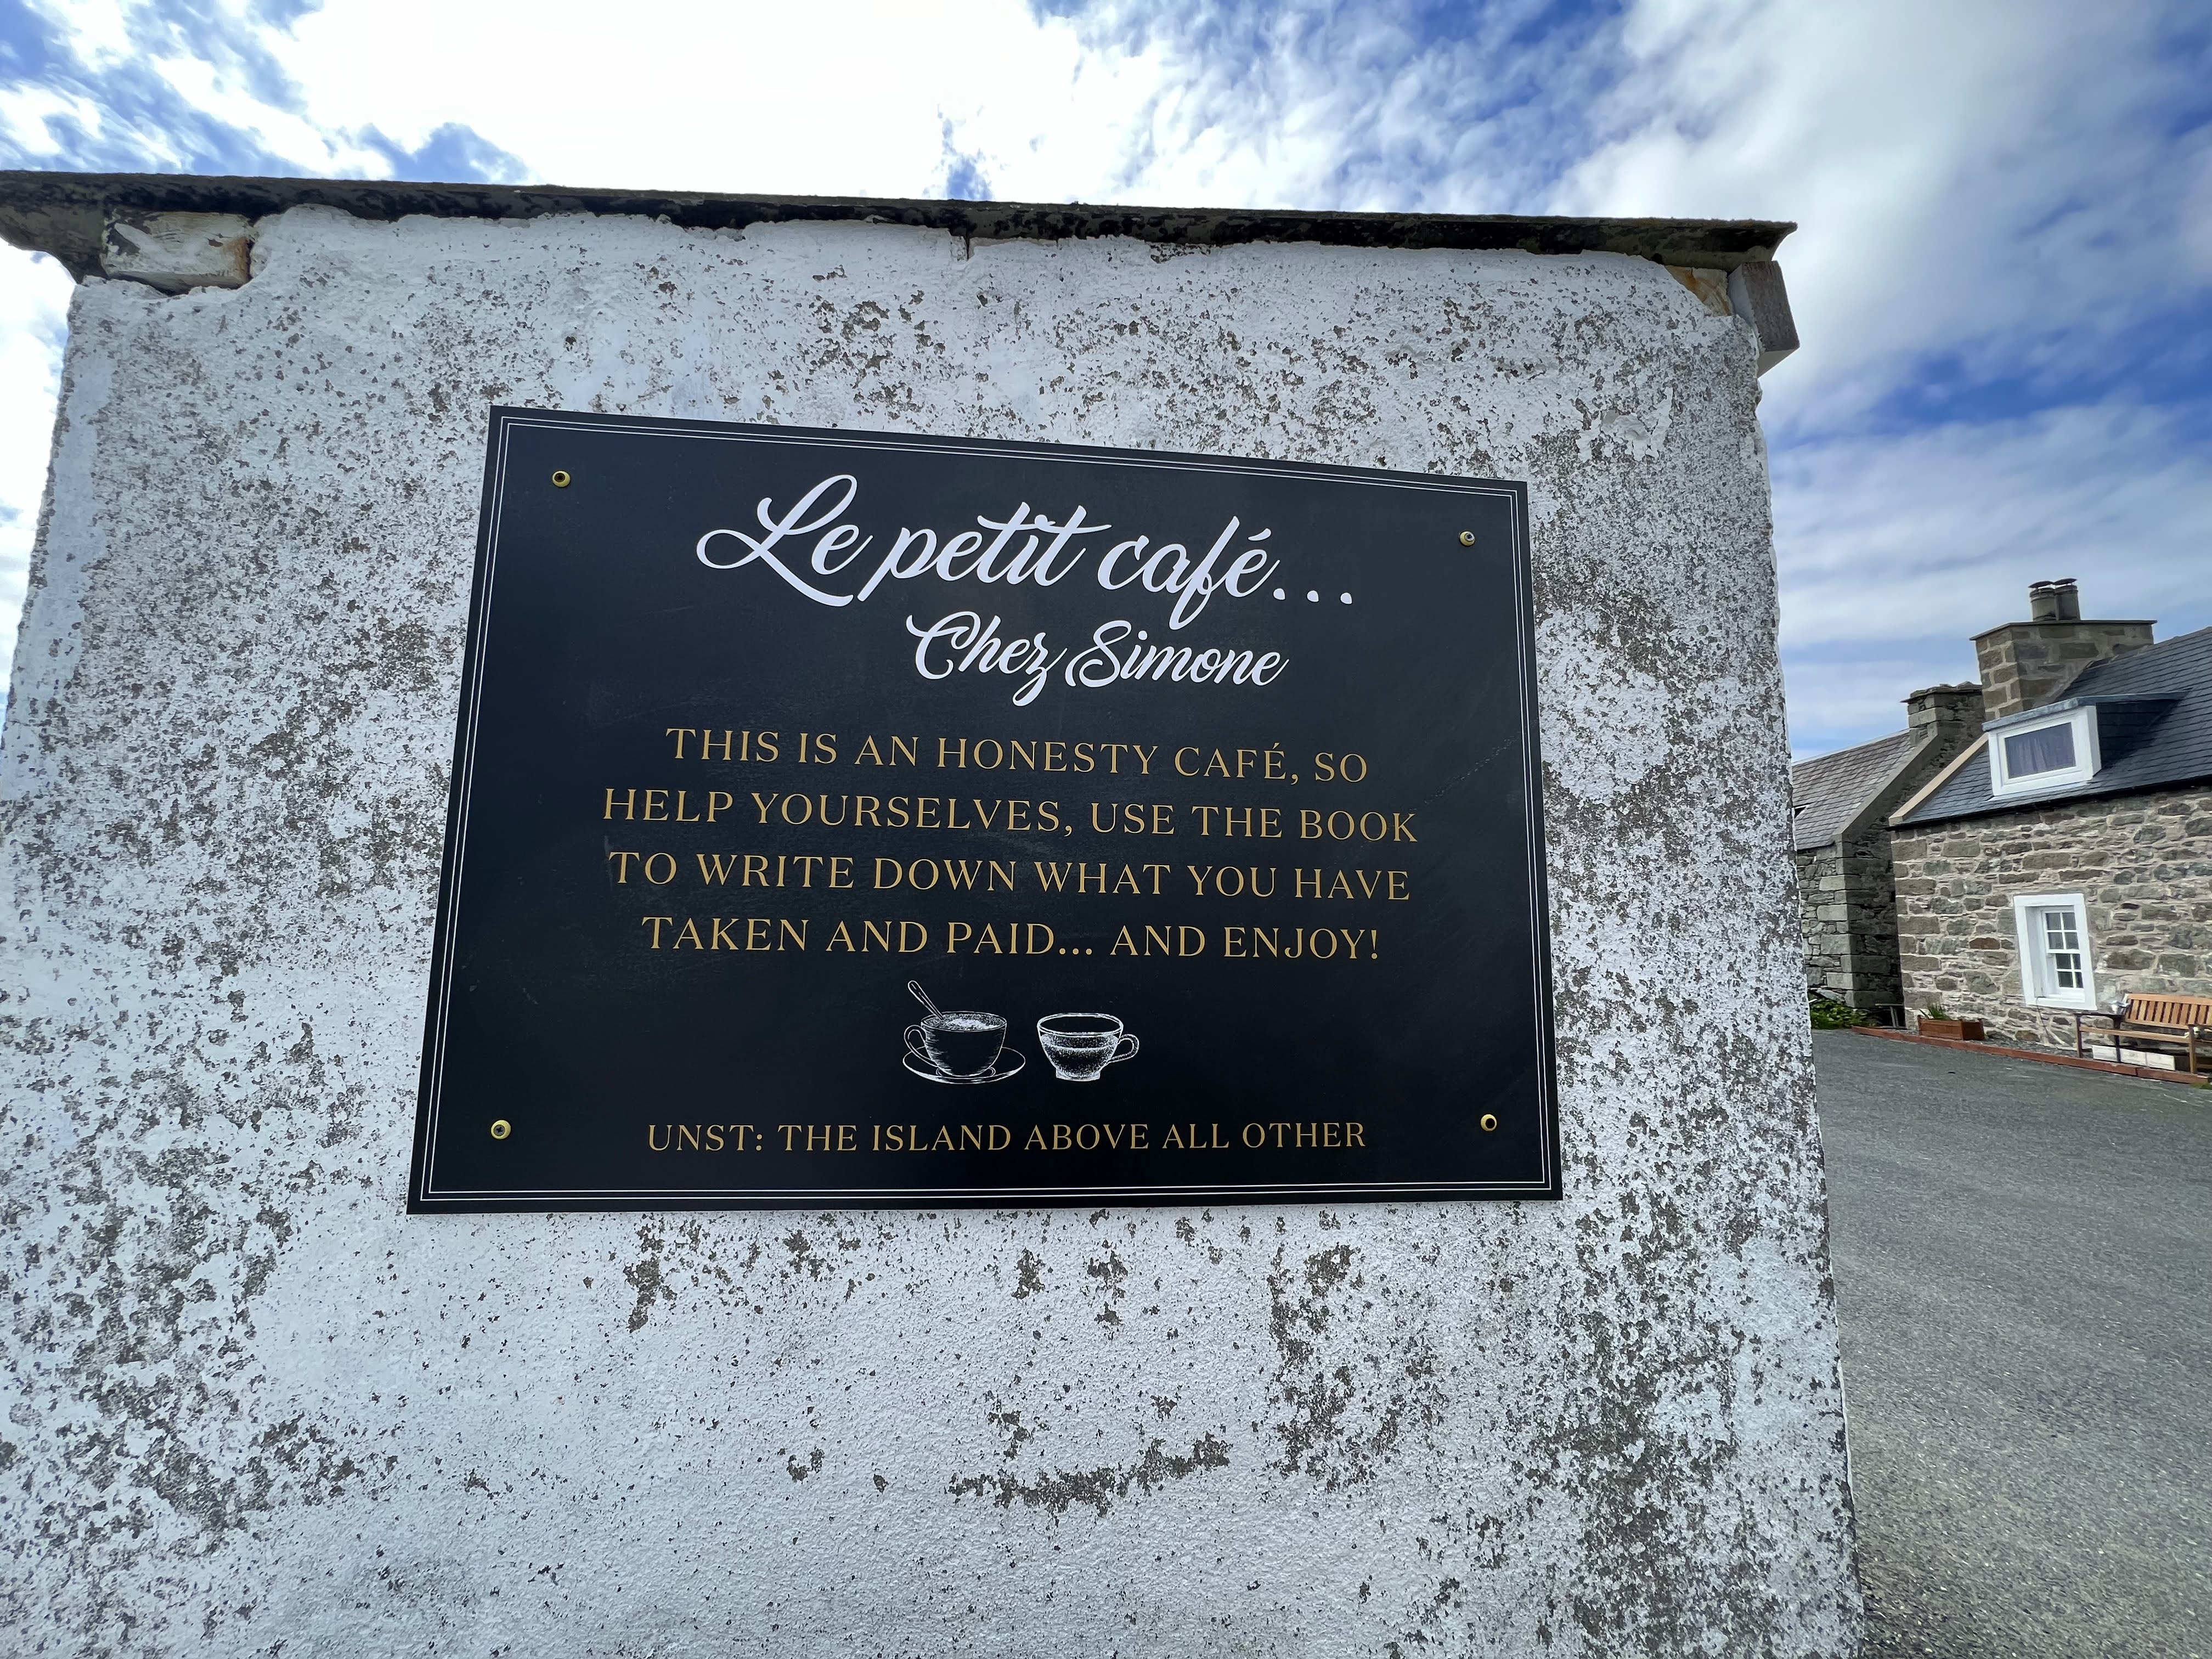 Le petit café...
Chez Simone
THIS IS AN HONESTY CAFÉ, SO
HELP YOURSELVES, USE THE BOOK
TO WRITE DOWN WHAT YOU HAVE
TAKEN AND PAID... AND ENJOY!
UNST: THE ISLAND ABOVE ALL OTHER